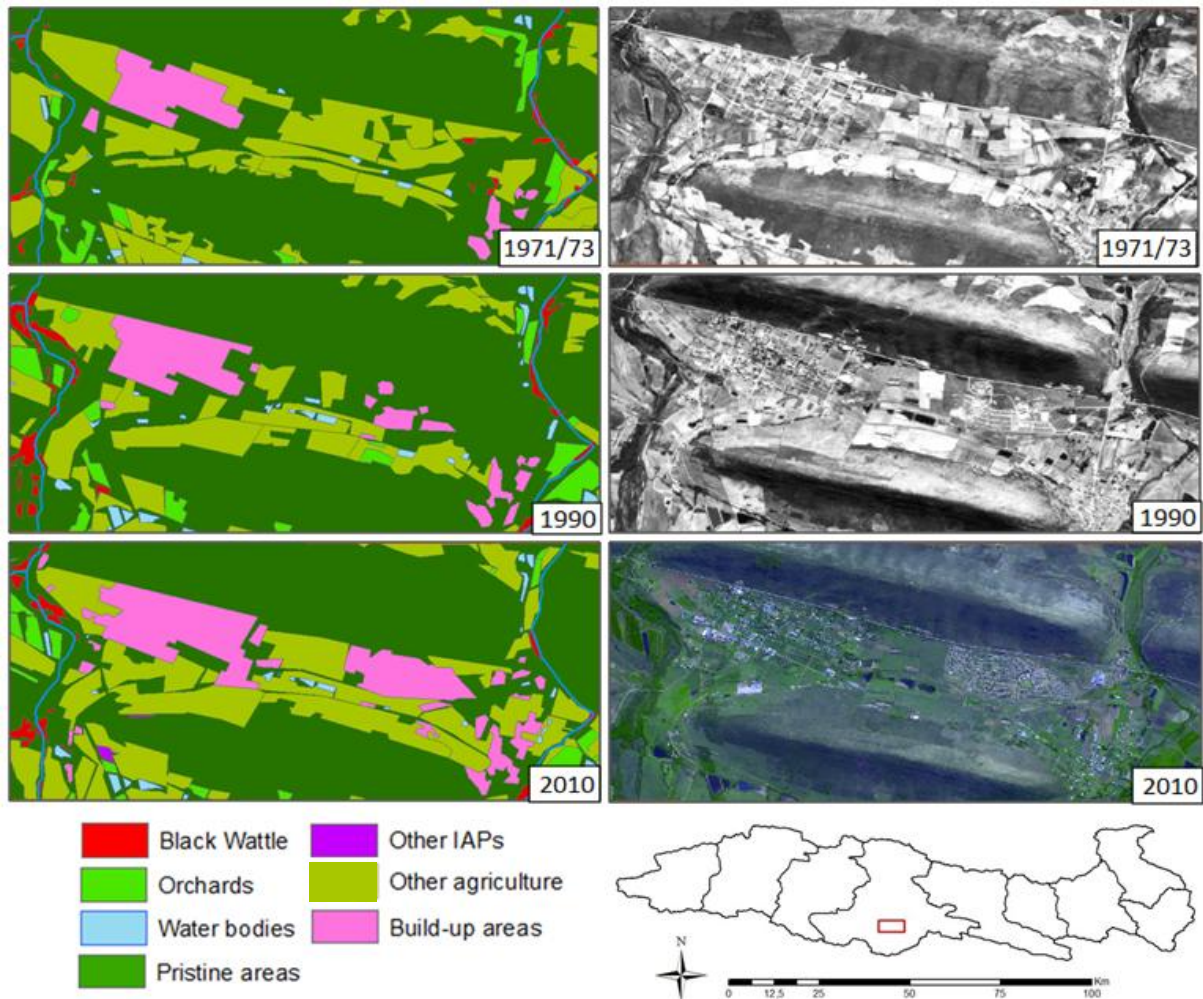 1971/73
1971/73
1990
1990
2010
2010
Black Wattle
Other IAPs
Orchards
Other agriculture
Water bodies
Build-up areas
Pristine areas
N
Km
0 12,5 25 50 75 100